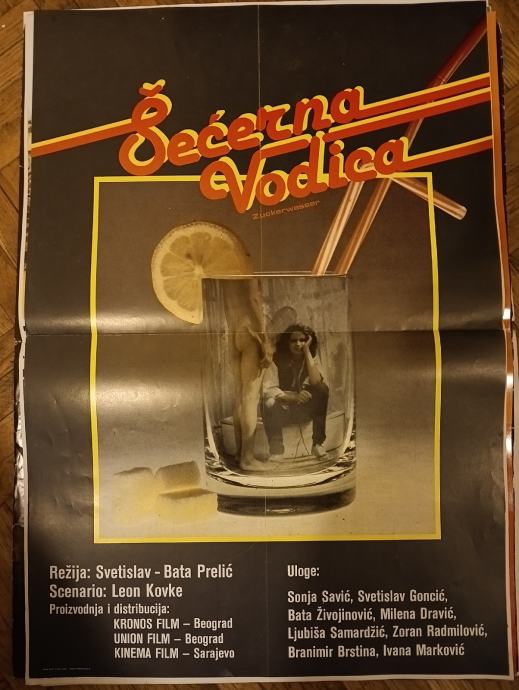 Šećerna
Vodica
Zuckerwasser
Režija: Svetislav - Bata Prelić
Scenario: Leon Kovke
Proizvodnja i distribucija:
KRONOS FILM – Beograd
UNION FILM – Beograd
KINEMA FILM – Sarajevo
Uloge:
Sonja Savić, Svetislav Goncić,
Bata Živojinović, Milena Dravić,
Ljubiša Samardžić, Zoran Radmilović,
Branimir Brstina, Ivana Marković